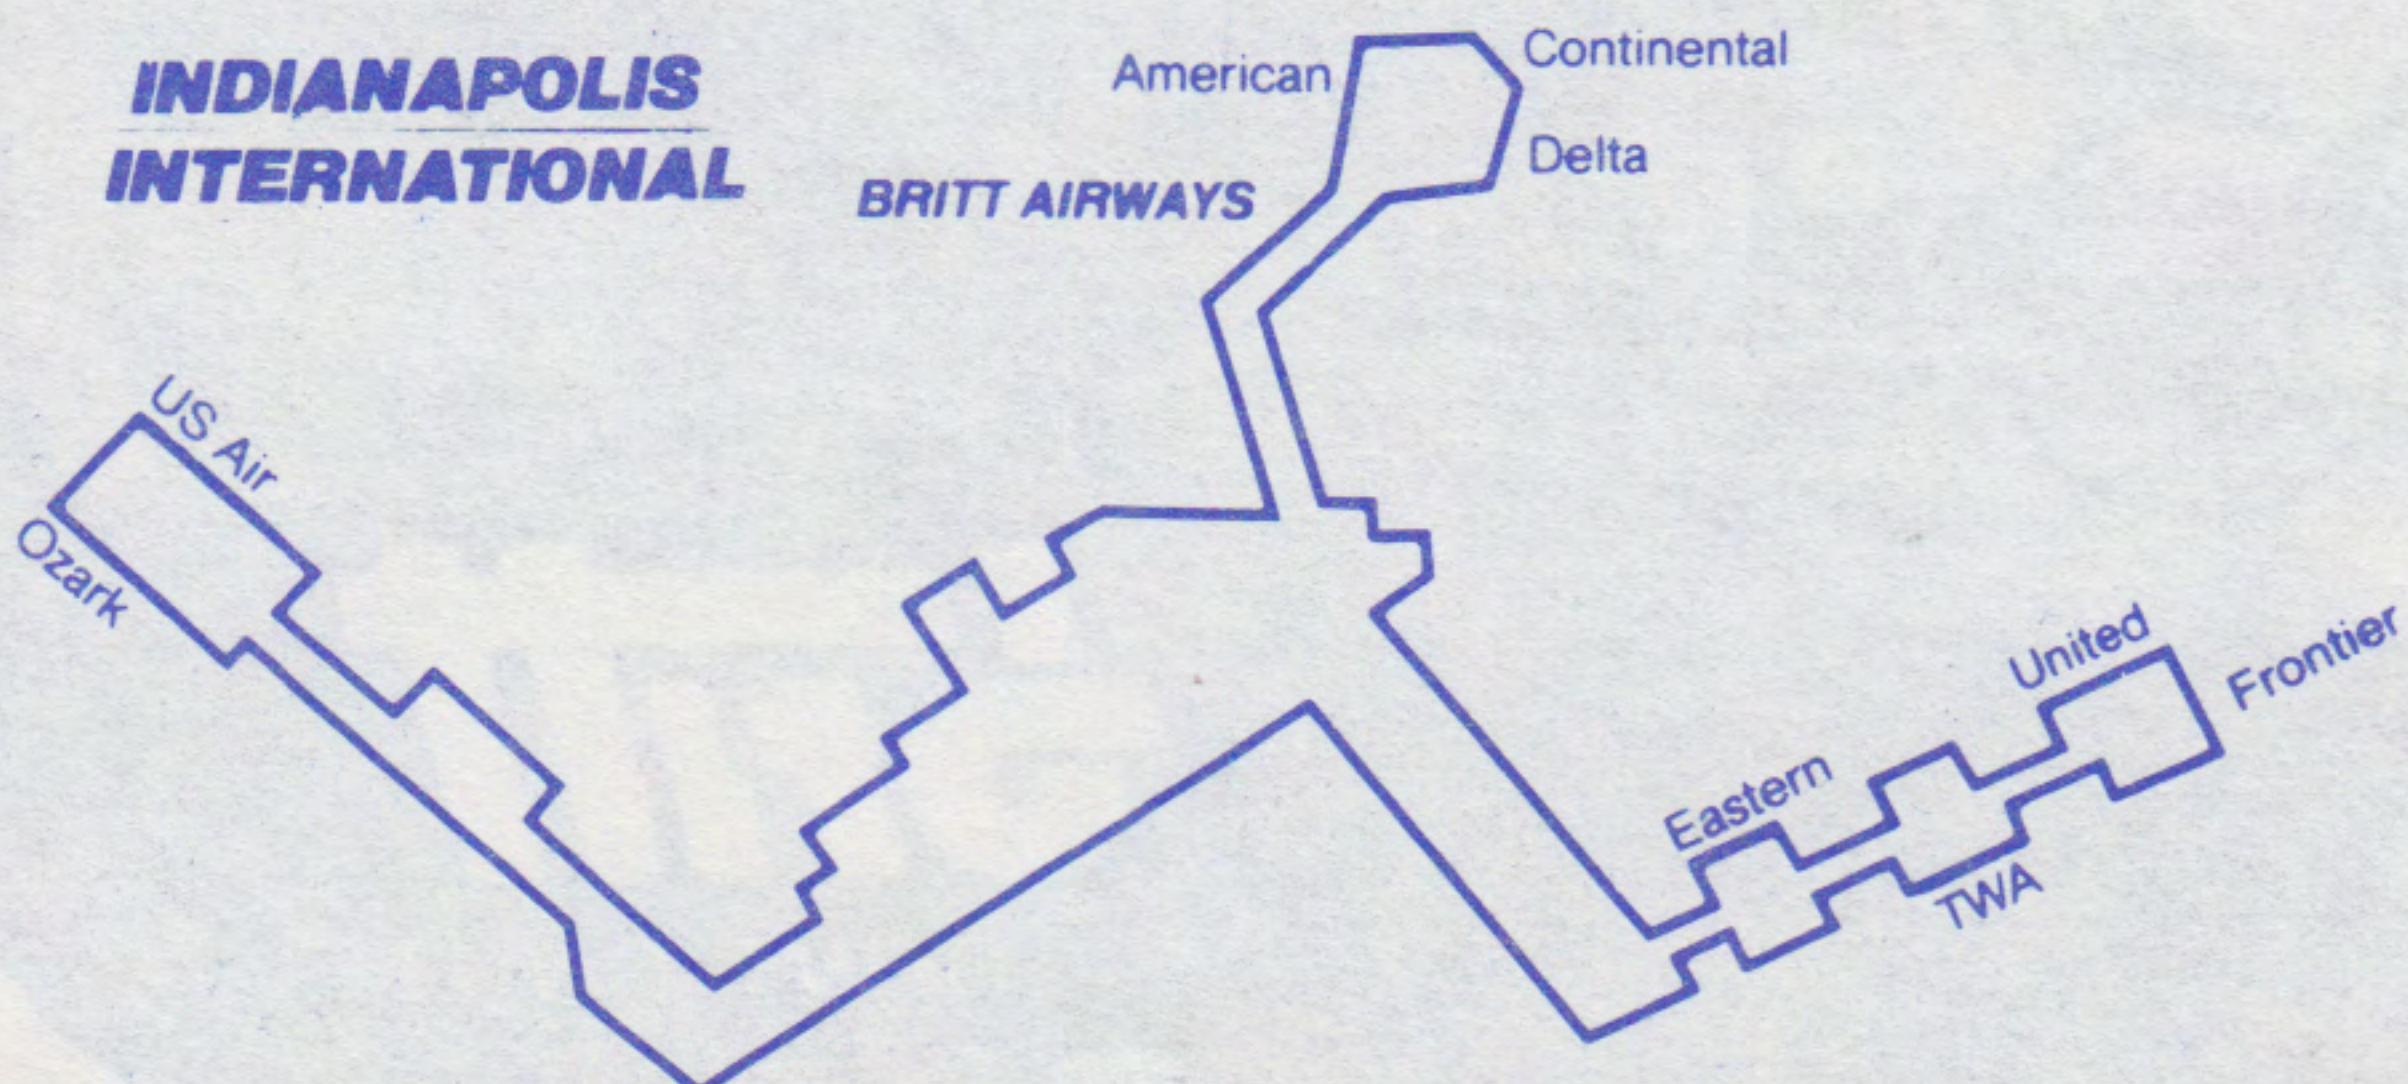 INDIANAPOLIS
INTERNATIONAL
American
Continental
Delta
BRITT AIRWAYS
US Air
Ozark
United
Frontier
Eastern
TWA